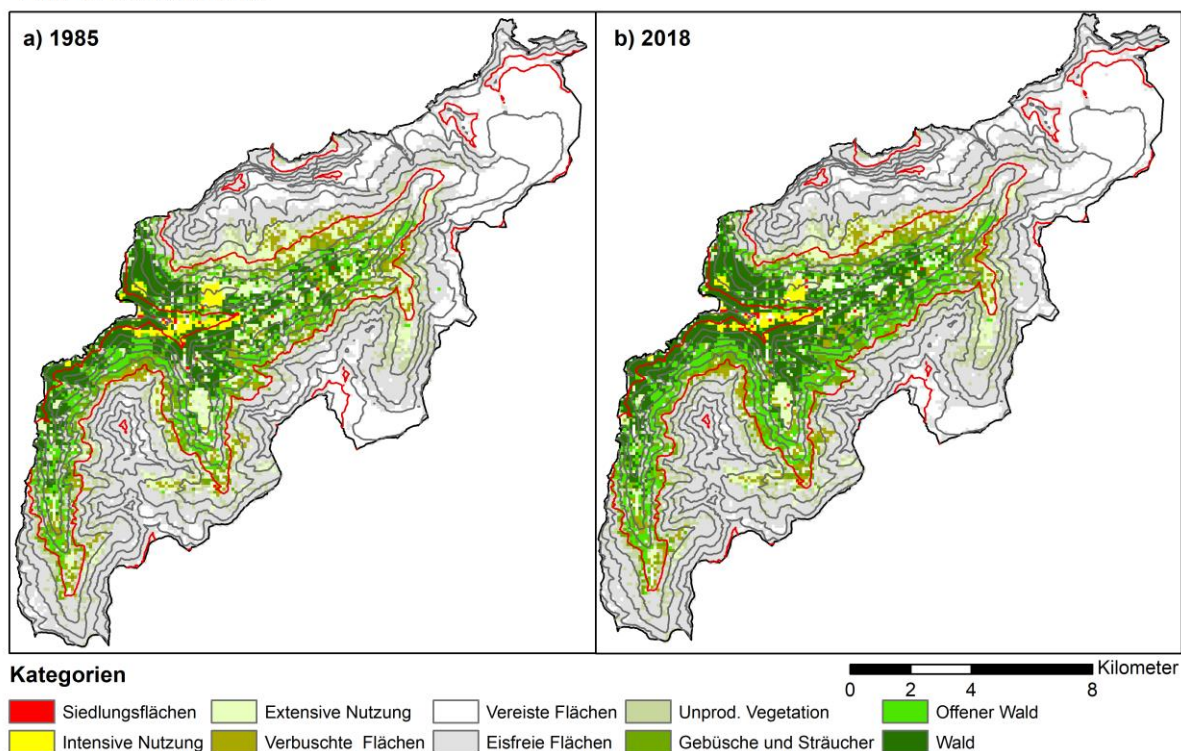 a) 1985
b) 2018
Kategorien
Kilometer
0 2 4 8
Siedlungsflächen
Extensive Nutzung
Vereiste Flächen
Unprod. Vegetation
Offener Wald
Intensive Nutzung
Verbuschte Flächen
Eisfreie Flächen
Gebüsche und Sträucher
Wald